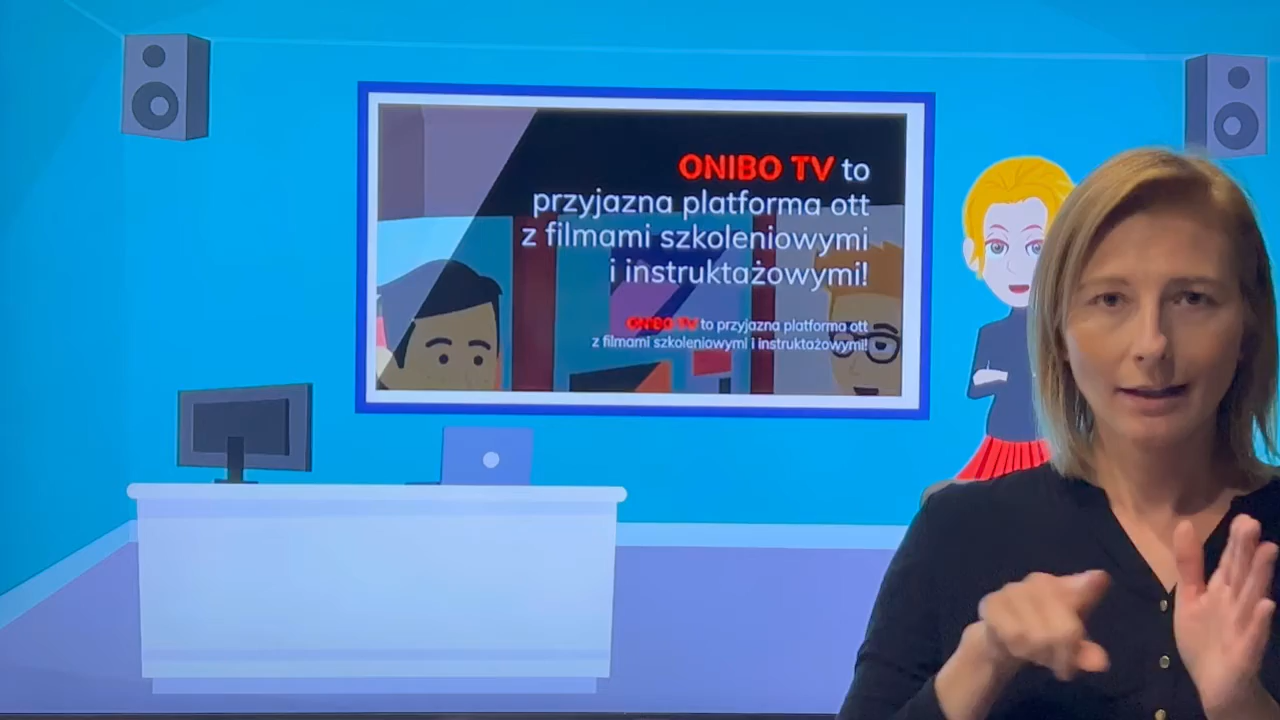 ONIBO TV to
przyjazna platforma ott
z filmami szkoleniowymi
i instruktażowymi!
ONIBO TV to przyjazna platforma ott
z filmami szkoleniowymi i instruktażowymi!